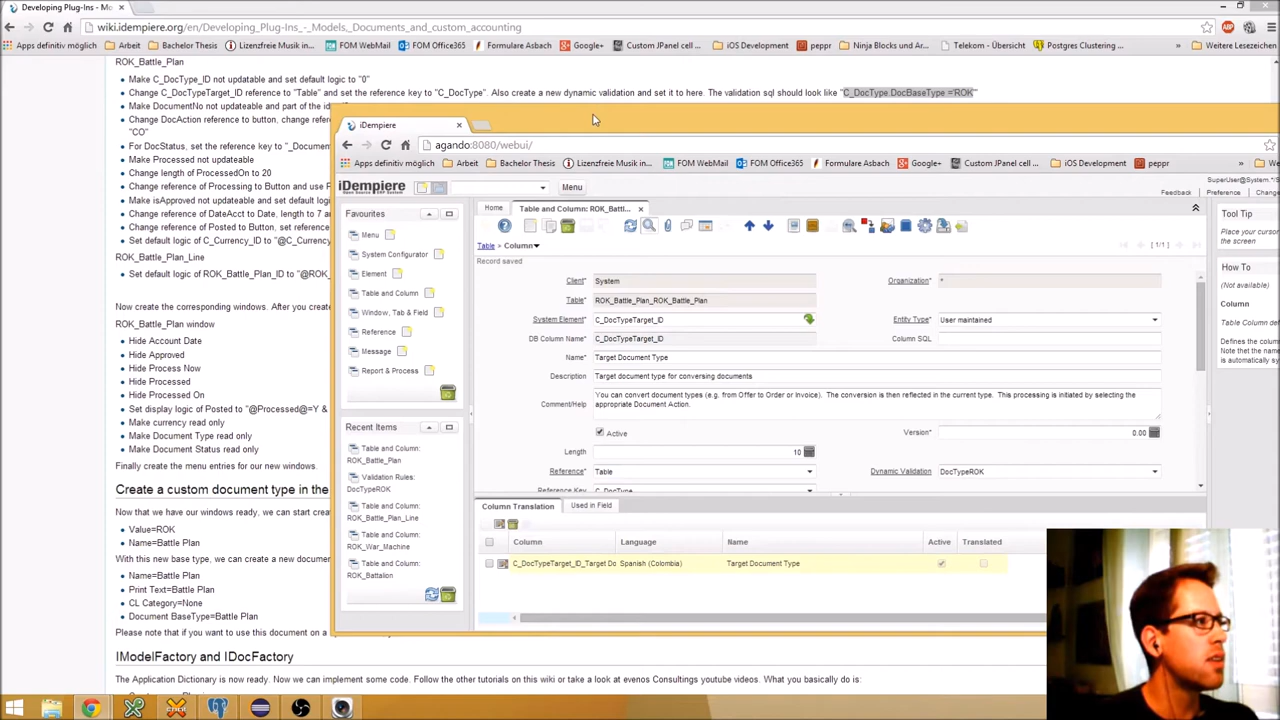 Developing Plug-Ins - Mo
wiki.idempiere.org/en/Developing_Plug-Ins_-_Models,_Documents_and_custom_accounting
Apps definitiv möglich
Arbeit
Bachelor Thesis
Lizenzfreie Musik in...
FOM WebMail
FOM Office365
Formulare Asbach
Google+
Custom JPanel cell ...
iOS Development
peppr
Ninja Blocks und Ar...
Telekom - Übersicht
Postgres Clustering ...
»
Weitere Lesezeichen
ROK_Battle_Plan
Make C_DocType_ID not updatable and set default logic to "0"
Change C_DocTypeTarget_ID reference to "Table" and set the reference key to "C_DocType". Also create a new dynamic validation and set it to here. The validation sql should look like "C_DocType.DocBaseType ='ROK'"
Make DocumentNo not updateable and part of the id
Change DocAction reference to button, change refere
"CO"
For DocStatus, set the reference key to "_Docume
Make Processed not updateable
Change length of ProcessedOn to 20
Change reference of Processing to Button and use F
Make isApproved not updateable and set default logi
Change reference of DateAcct to Date, length to 7 a
Change reference of Posted to Button, set referenc
Set default logic of C_Currency_ID to "@C_Curren
ROK_Battle_Plan_Line
Set default logic of ROK_Battle_Plan_ID to "@ROK_
Now create the corresponding windows. After you create
ROK_Battle_Plan window
Hide Account Date
Hide Approved
Hide Process Now
Hide Processed
Hide Processed On
Set display logic of Posted to "@Processed@=Y &
Make currency read only
Make Document Type read only
Make Document Status read only
Finally create the menu entries for our new windows.
Create a custom document type in the
Now that we have our windows ready, we can start crea
Value=ROK
Name=Battle Plan
With this new base type, we can create a new documen
Name=Battle Plan
Print Text=Battle Plan
CL Category=None
Document BaseType=Battle Plan
Please note that if you want to use this document on a
IModelFactory and IDocFactory
The Application Dictionary is now ready. Now we can implement some code. Follow the other tutorials on this wiki or take a look at evenos Consultings youtube videos. What you basically do is:
iDempiere
agando:8080/webui/
Apps definitiv möglich
Arbeit
Bachelor Thesis
Lizenzfreie Musik in...
FOM WebMail
FOM Office365
Formulare Asbach
Google+
Custom JPanel cell ...
iOS Development
peppr
»
Weitere Lesezeichen
iDempiere
Menu
SuperUser@System.*/S
Feedback
Preference
Change
Favourites
Menu
System Configurator
Element
Table and Column
Window, Tab & Field
Reference
Message
Report & Process
Recent Items
Table and Column:
ROK_Battle_Plan
Validation Rules:
DocTypeROK
Table and Column:
ROK_Battle_Plan_Line
Table and Column:
ROK_War_Machine
Table and Column:
ROK_Battalion
Home
Table and Column: ROK_Battl...
Table > Column
[ 1/1 ]
Record saved
Client* System
Organization* *
Table* ROK_Battle_Plan_ROK_Battle_Plan
System Element* C_DocTypeTarget_ID
Entity Type* User maintained
DB Column Name* C_DocTypeTarget_ID
Column SQL
Name* Target Document Type
Description Target document type for conversing documents
Comment/Help You can convert document types (e.g. from Offer to Order or Invoice). The conversion is then reflected in the current type. This processing is initiated by selecting the
appropriate Document Action.
Active
Version* 0.00
Length 10
Reference* Table
Dynamic Validation DocTypeROK
Reference Key C_DocType
Column Translation
Used in Field
Column Language Name Active Translated
C_DocTypeTarget_ID_Target Do Spanish (Colombia) Target Document Type
Tool Tip
Place your curso
the screen
How To
(Not available)
Column
Table Column de
Defines the colum
Note that the nam
is automatically sy